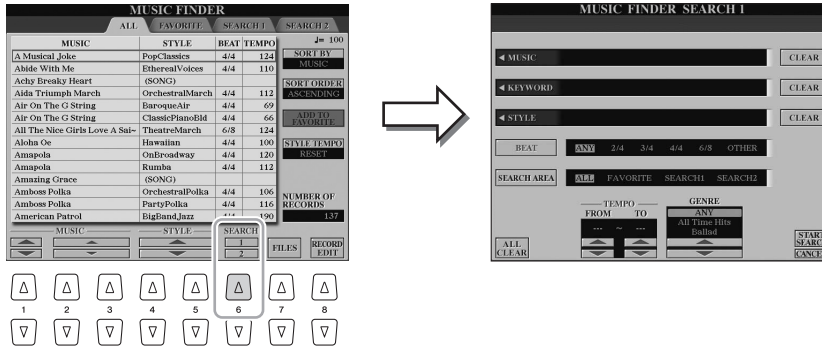 MUSIC FINDER
ALL FAVORITE SEARCH 1 SEARCH 2
MUSIC STYLE BEAT TEMPO
A Musical Joke PopClassics 4/4 124
Abide With Me EtherealVoices 4/4 110
Achy Breaky Heart (SONG)
Aida Triumph March OrchestralMarch 4/4 112
Air On The G String BaroqueAir 4/4 69
Air On The G String ClassicPianoBld 4/4 66
All The Nice Girls Love A Sai~ TheatreMarch 6/8 124
Aloha Oe Hawaiian 4/4 100
Amapola OnBroadway 4/4 120
Amapola Rumba 4/4 112
Amazing Grace (SONG)
Amboss Polka OrchestralPolka 4/4 106
Amboss Polka PartyPolka 4/4 116
American Patrol BigBandJazz 4/4 190
♩= 100
SORT BY
MUSIC
SORT ORDER
ASCENDING
ADD TO
FAVORITE
STYLE TEMPO
RESET
NUMBER OF
RECORDS
137
MUSIC STYLE SEARCH
1
2
FILES
RECORD
EDIT
1 2 3 4 5 6 7 8
MUSIC FINDER SEARCH 1
MUSIC CLEAR
KEYWORD CLEAR
STYLE CLEAR
BEAT ANY 2/4 3/4 4/4 6/8 OTHER
SEARCH AREA ALL FAVORITE SEARCH1 SEARCH2
TEMPO
FROM TO
--- ~ ---
GENRE
ANY
All Time Hits
Ballad
ALL
CLEAR
START
SEARC
CANCE